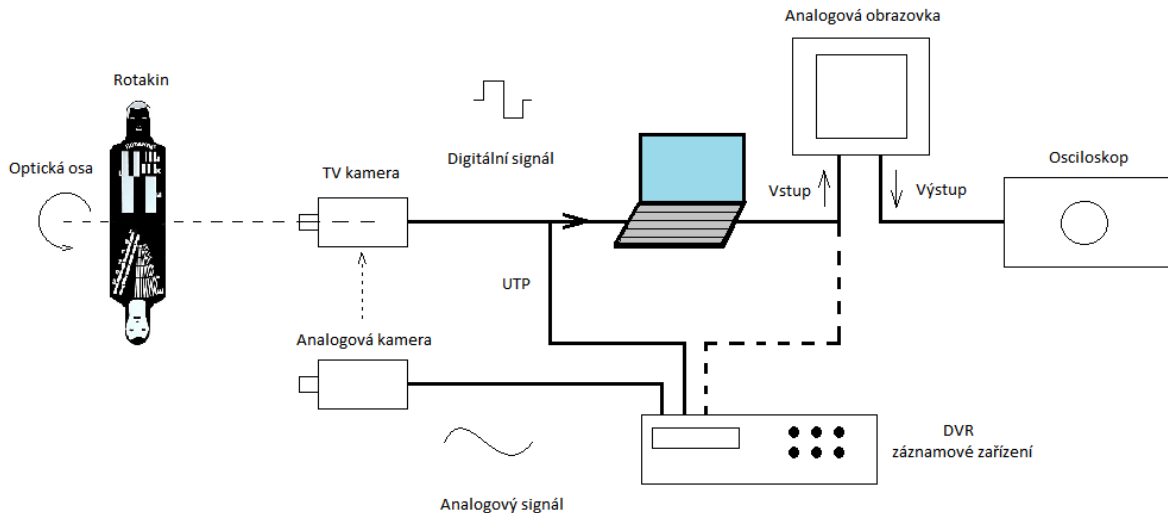 Analogová obrazovka
Rotakin
Optická osa
TV kamera
Digitální signál
Vstup
Výstup
Osciloskop
UTP
Analogová kamera
DVR
záznamové zařízení
Analogový signál